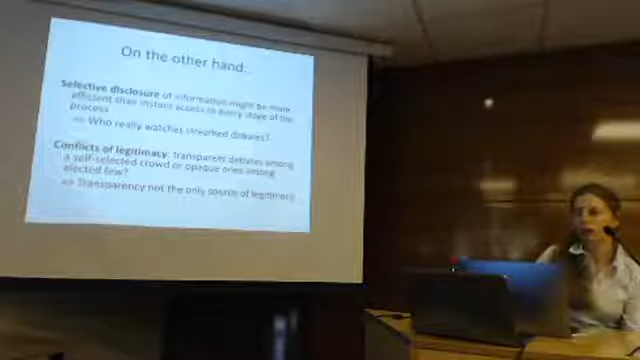 On the other hand...
Selective disclosure of information might be more
efficient than instant access to every stage of the
process
=> Who really watches streamed debates?
Conflicts of legitimacy: transparent debates among
a self-selected crowd or opaque ones among
elected few?
=> Transparency not the only source of legitimacy